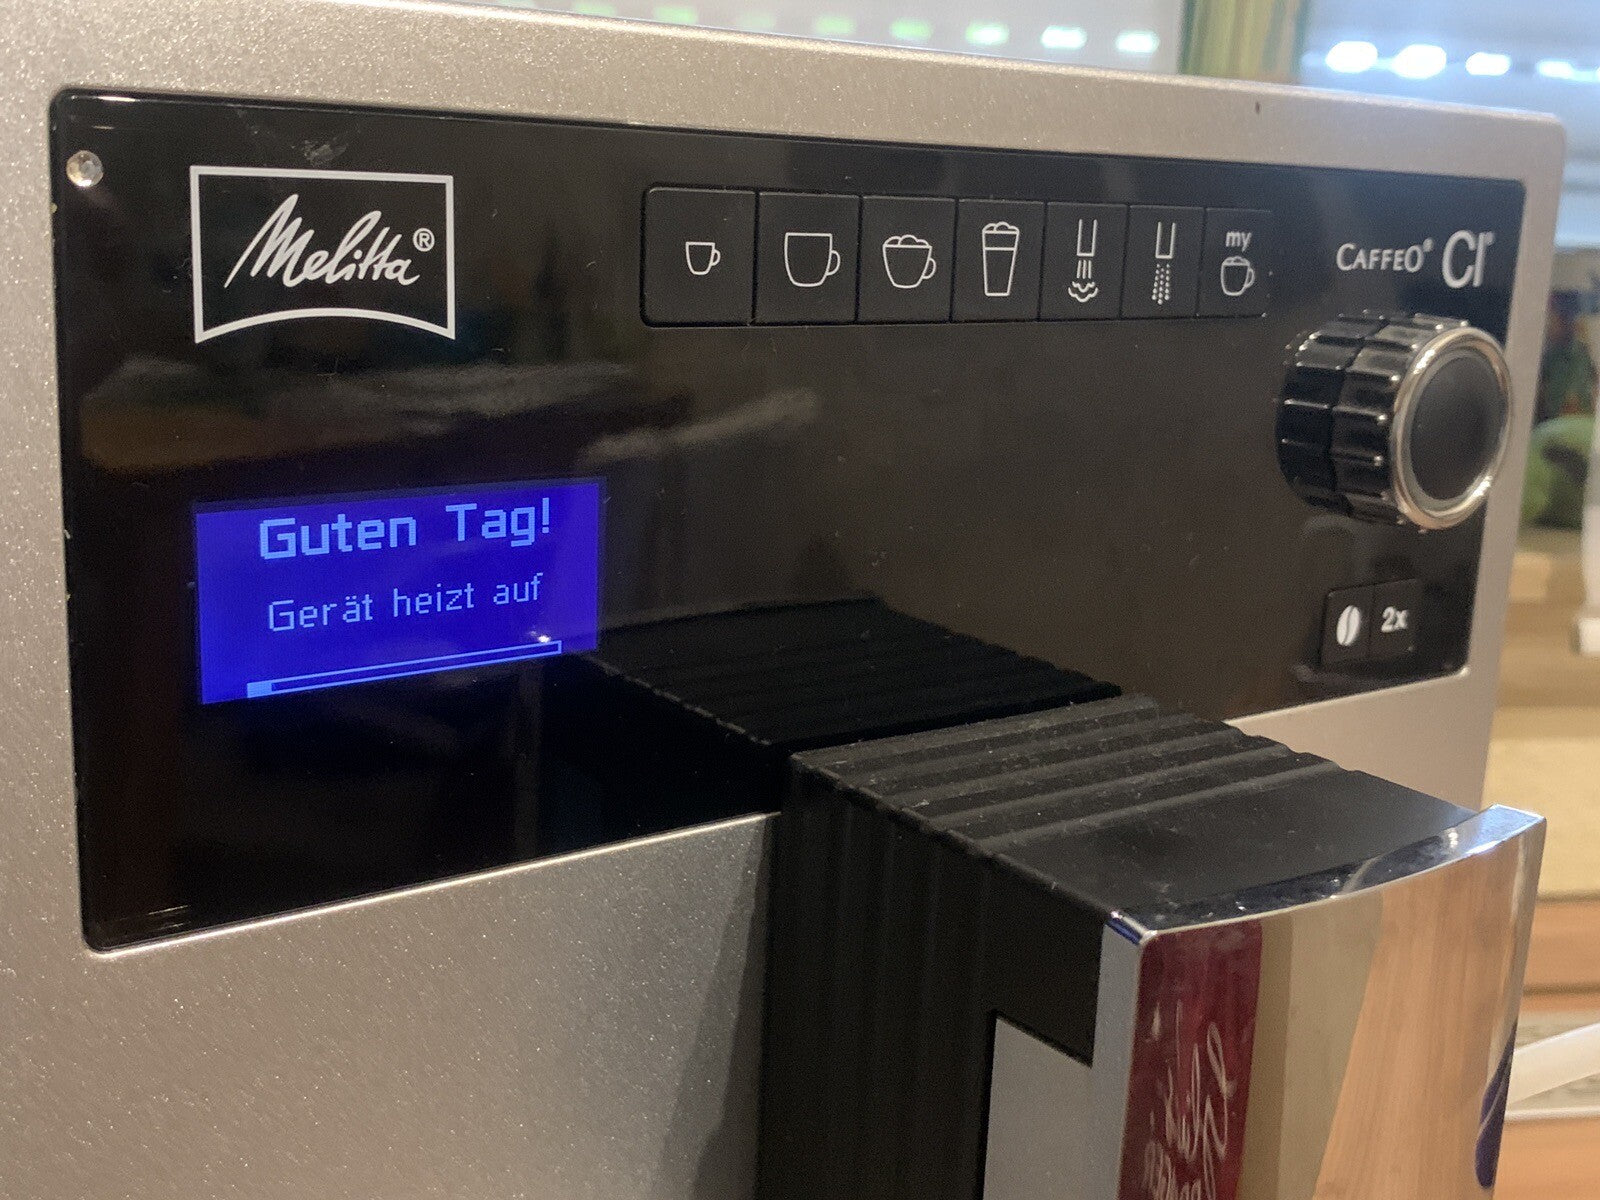 Melitta®
my
CAFFEO® CI®
Guten Tag!
Gerät heizt auf
2x